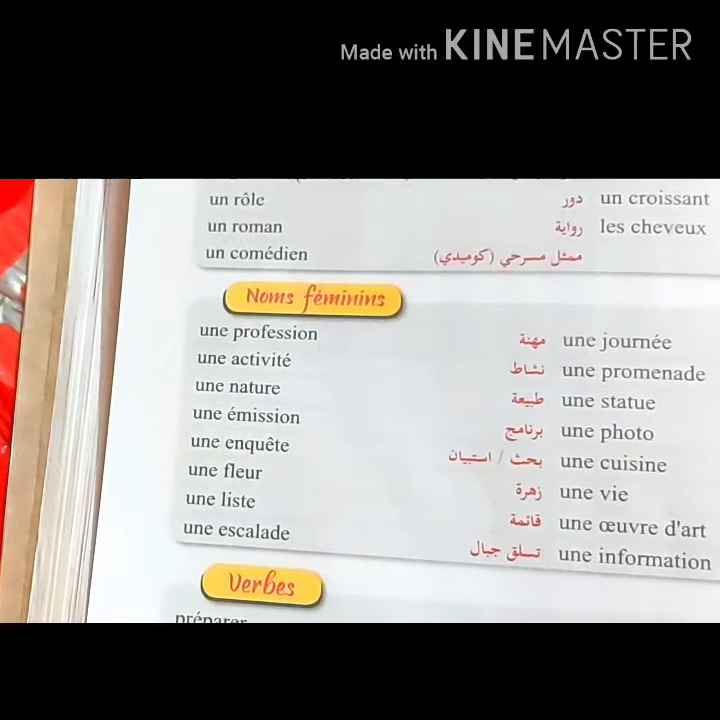 Made with KINEMASTER
un rôle دور un croissant
un roman رواية les cheveux
un comédien ممثل مسرحي (كوميدي)
Noms féminins
une profession مهنة une journée
une activité نشاط une promenade
une nature طبيعة une statue
une émission برنامج une photo
une enquête بحث / استبيان une cuisine
une fleur زهرة une vie
une liste قائمة une œuvre d'art
une escalade تسلق جبال une information
Verbes
préparer